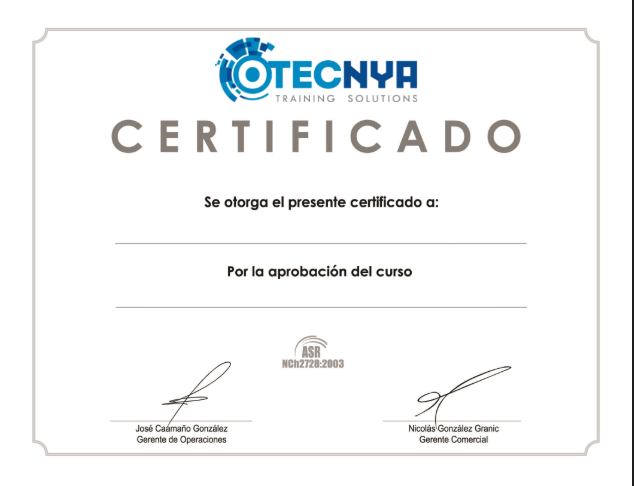 OTECNYA
TRAINING SOLUTIONS
CERTIFICADO
Se otorga el presente certificado a:
Por la aprobación del curso
ASR
NCh2728:2003
José Caamaño González
Gerente de Operaciones
Nicolás González Granic
Gerente Comercial